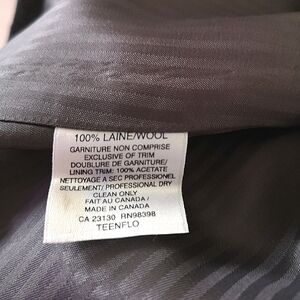 100% LAINE/WOOL
GARNITURE NON COMPRISE
EXCLUSIVE OF TRIM
DOUBLURE DE GARNITURE/
LINING TRIM: 100% ACETATE
NETTOYAGE A SEC PROFESSIONEL
SEULEMENT/ PROFESSIONAL DRY
CLEAN ONLY
FAIT AU CANADA /
MADE IN CANADA
CA 23130 RN98398
TEENFLO